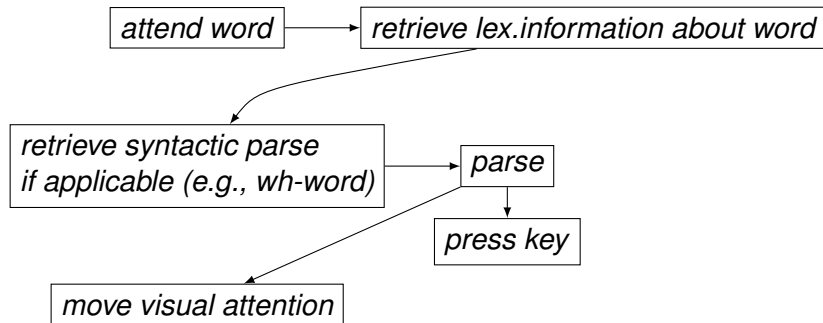 attend word
retrieve lex.information about word
retrieve syntactic parse
if applicable (e.g., wh-word)
parse
press key
move visual attention